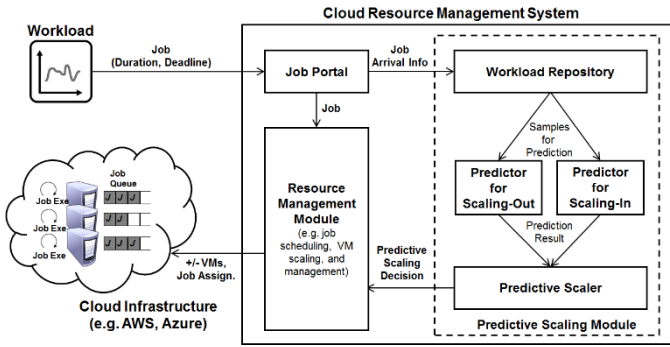 Cloud Resource Management System
Workload
Job
(Duration, Deadline)
Job Portal
Job
Arrival Info
Workload Repository
Job
Samples
for
Prediction
Predictor
for
Scaling-Out
Predictor
for
Scaling-In
Prediction
Result
Predictive Scaler
Predictive Scaling Module
Resource
Management
Module
(e.g. job
scheduling, VM
scaling, and
management)
Predictive
Scaling
Decision
Job
Queue
Job Exe
Job Exe
Job Exe
+/- VMs,
Job Assign.
Cloud Infrastructure
(e.g. AWS, Azure)